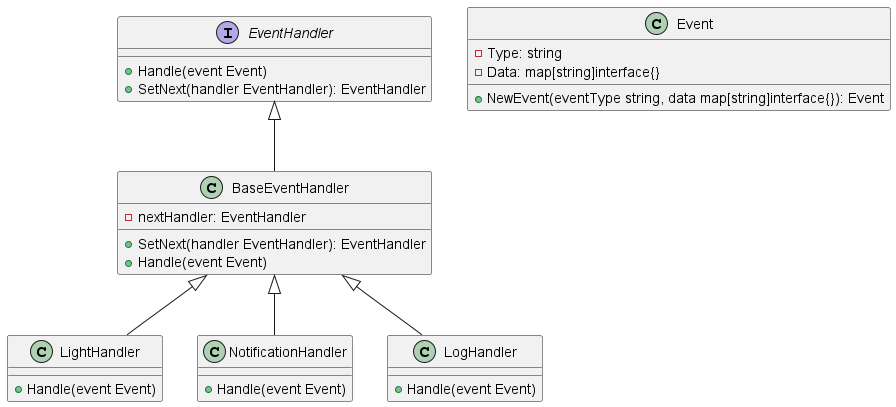 I EventHandler
Handle(event Event)
SetNext(handler EventHandler): EventHandler
C Event
Type: string
Data: map[string]interface{}
NewEvent(eventType string, data map[string]interface{}): Event
C BaseEventHandler
nextHandler: EventHandler
SetNext(handler EventHandler): EventHandler
Handle(event Event)
C LightHandler
Handle(event Event)
C NotificationHandler
Handle(event Event)
C LogHandler
Handle(event Event)